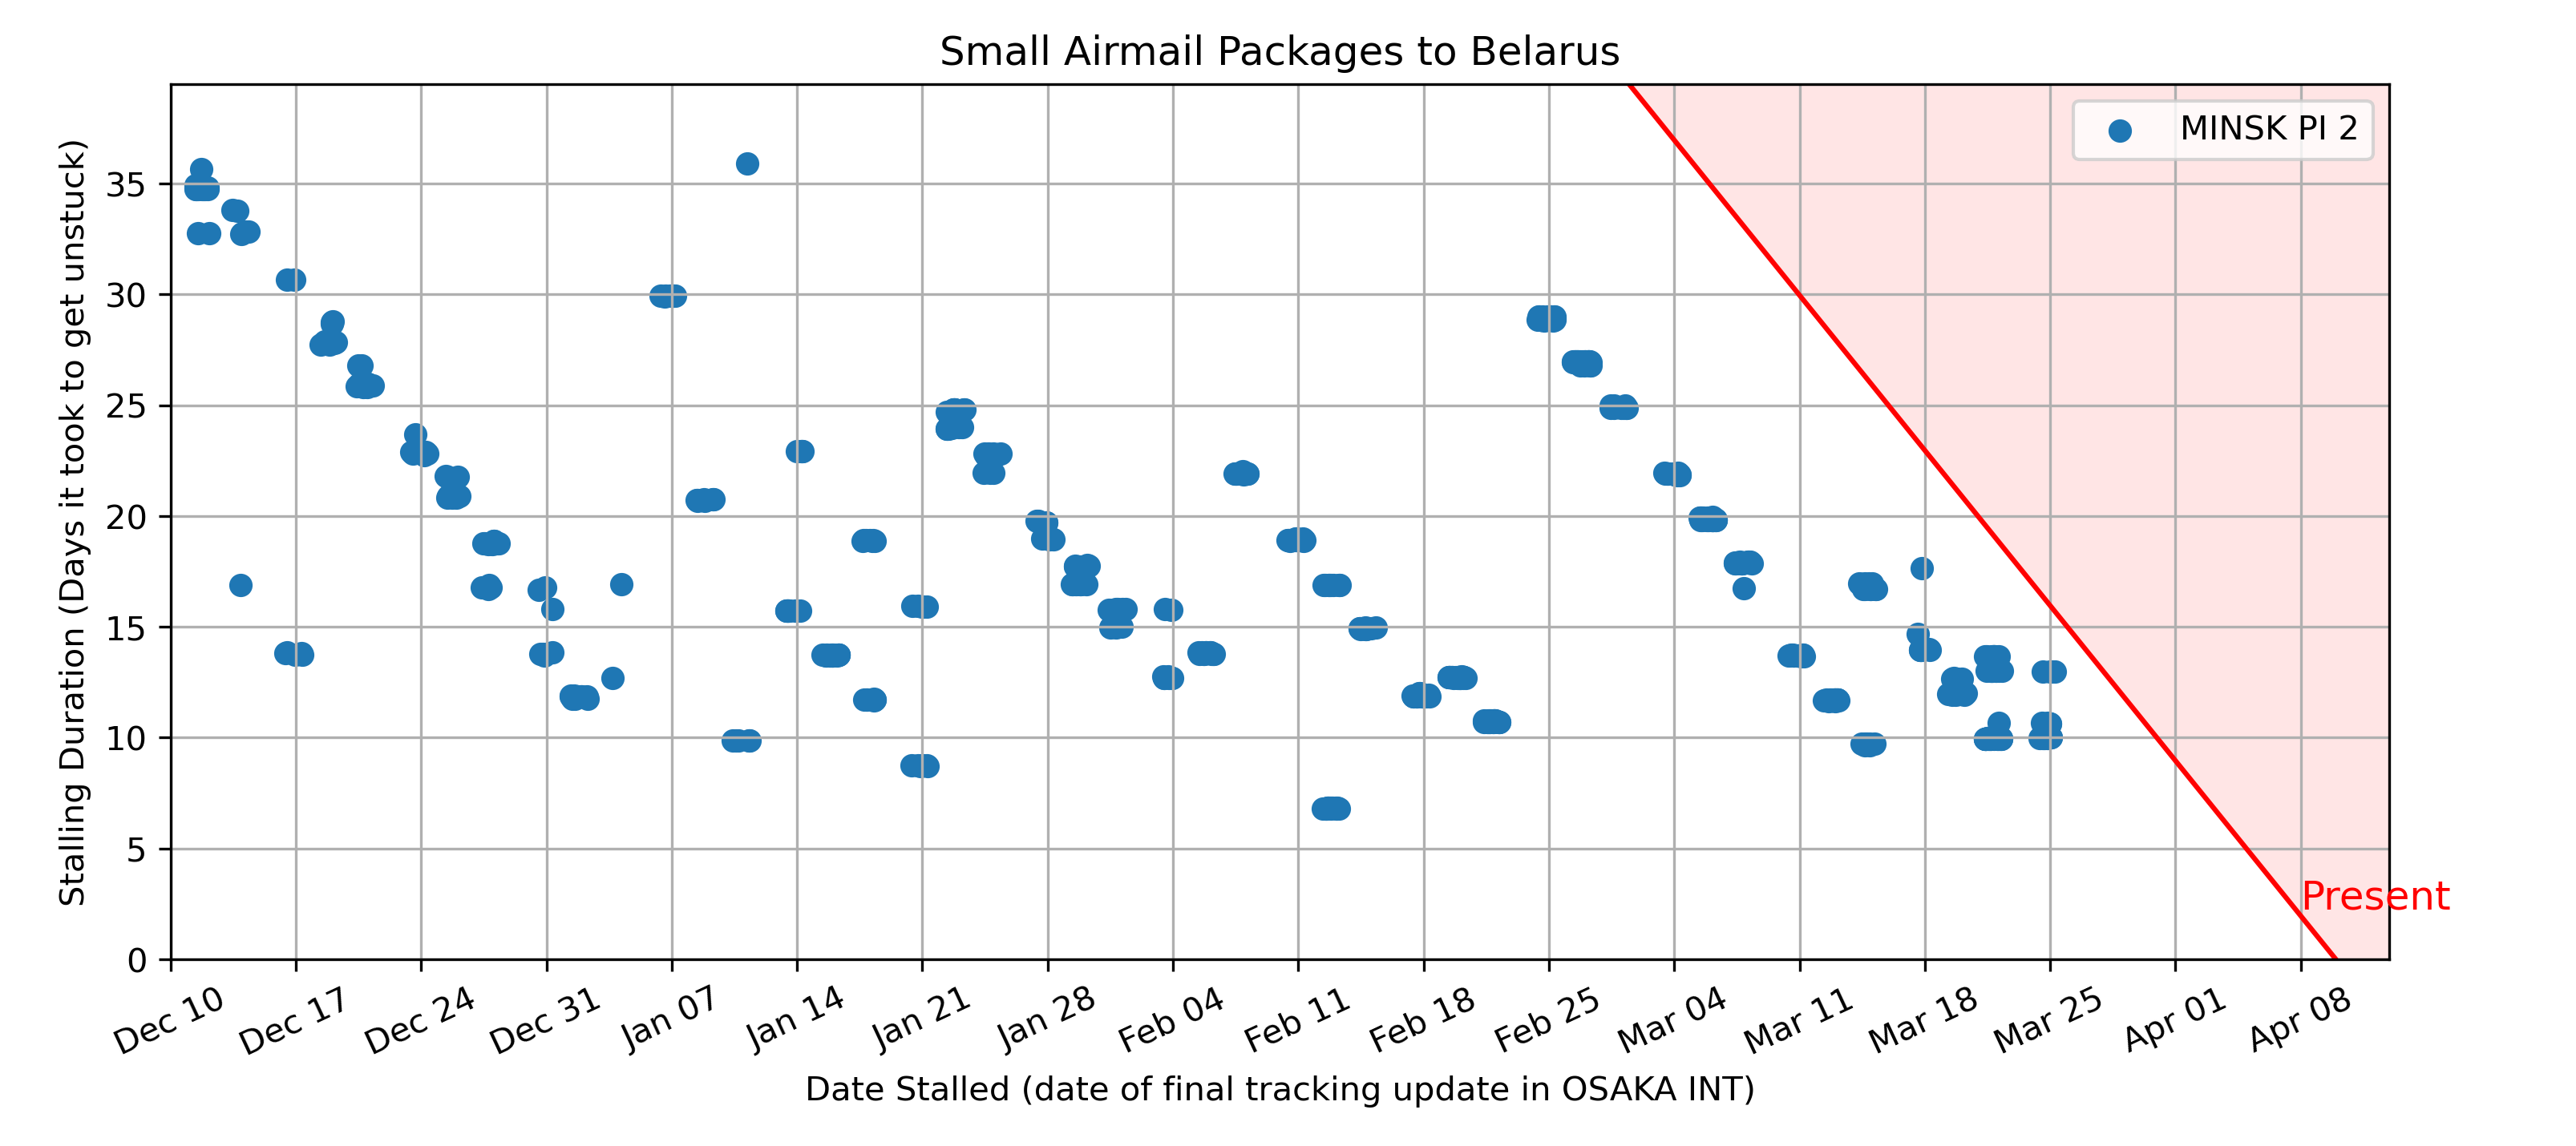 Small Airmail Packages to Belarus
MINSK PI 2
Stalling Duration (Days it took to get unstuck)
35
30
25
20
15
10
5
0
Present
Dec 10
Dec 17
Dec 24
Dec 31
Jan 07
Jan 14
Jan 21
Jan 28
Feb 04
Feb 11
Feb 18
Feb 25
Mar 04
Mar 11
Mar 18
Mar 25
Apr 01
Apr 08
Date Stalled (date of final tracking update in OSAKA INT)